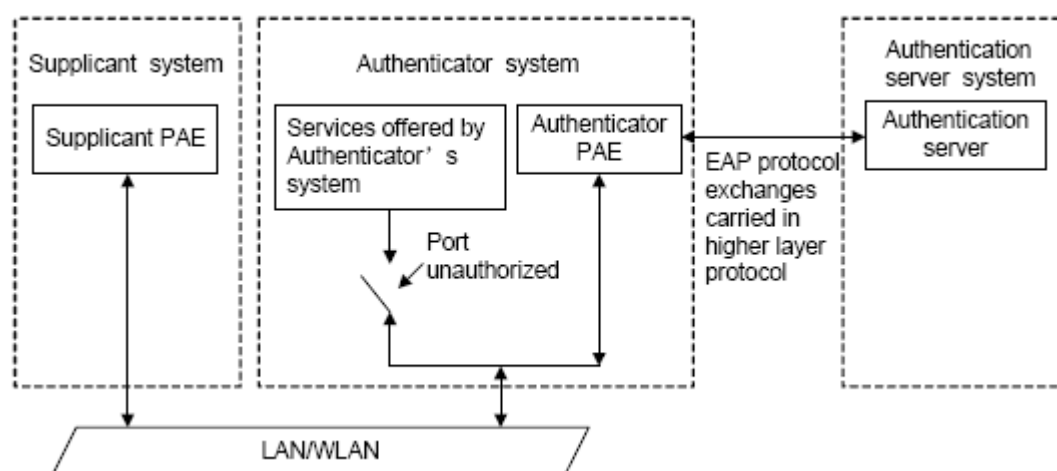 Supplicant system
Supplicant PAE
Authenticator system
Services offered by
Authenticator's
system
Authenticator
PAE
Port
unauthorized
EAP protocol
exchanges
carried in
higher layer
protocol
Authentication
server system
Authentication
server
LAN/WLAN